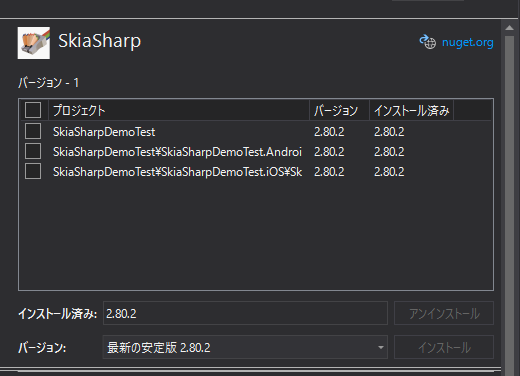 SkiaSharp
nuget.org
バージョン - 1
プロジェクト バージョン インストール済み
SkiaSharpDemoTest 2.80.2 2.80.2
SkiaSharpDemoTest¥SkiaSharpDemoTest.Androi 2.80.2 2.80.2
SkiaSharpDemoTest¥SkiaSharpDemoTest.iOS¥Sk 2.80.2 2.80.2
インストール済み: 2.80.2 アンインストール
バージョン: 最新の安定版 2.80.2 インストール